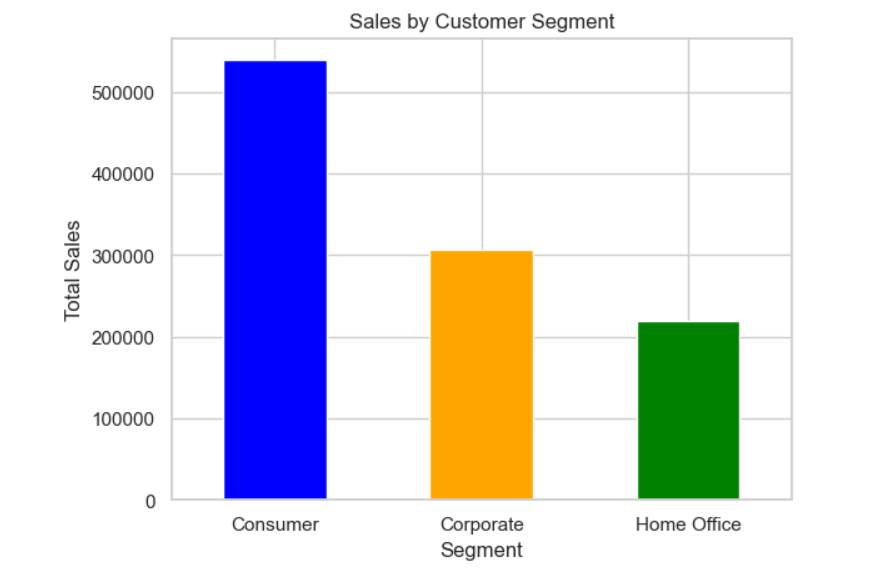 Sales by Customer Segment
Total Sales
500000
400000
300000
200000
100000
0
Consumer Corporate Home Office
Segment